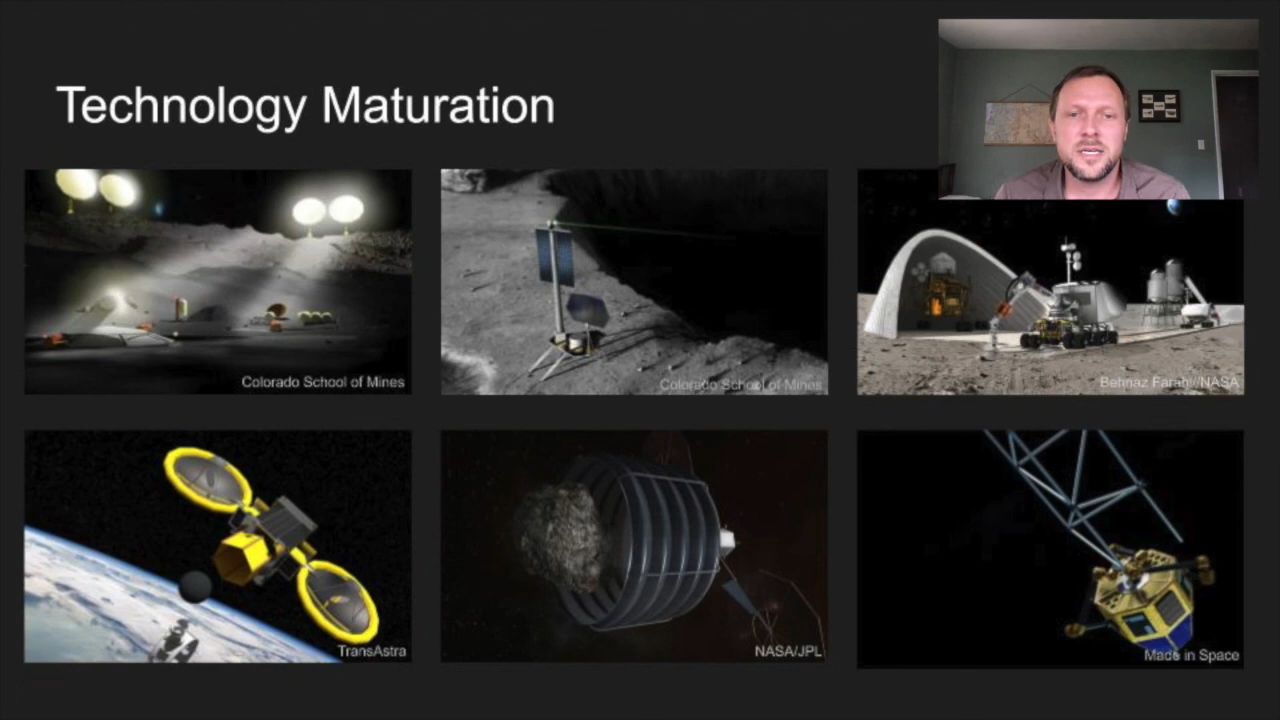 Technology Maturation
Colorado School of Mines
Colorado School of Mines
Behnaz Farahi/NASA
TransAstra
NASA/JPL
Made in Space